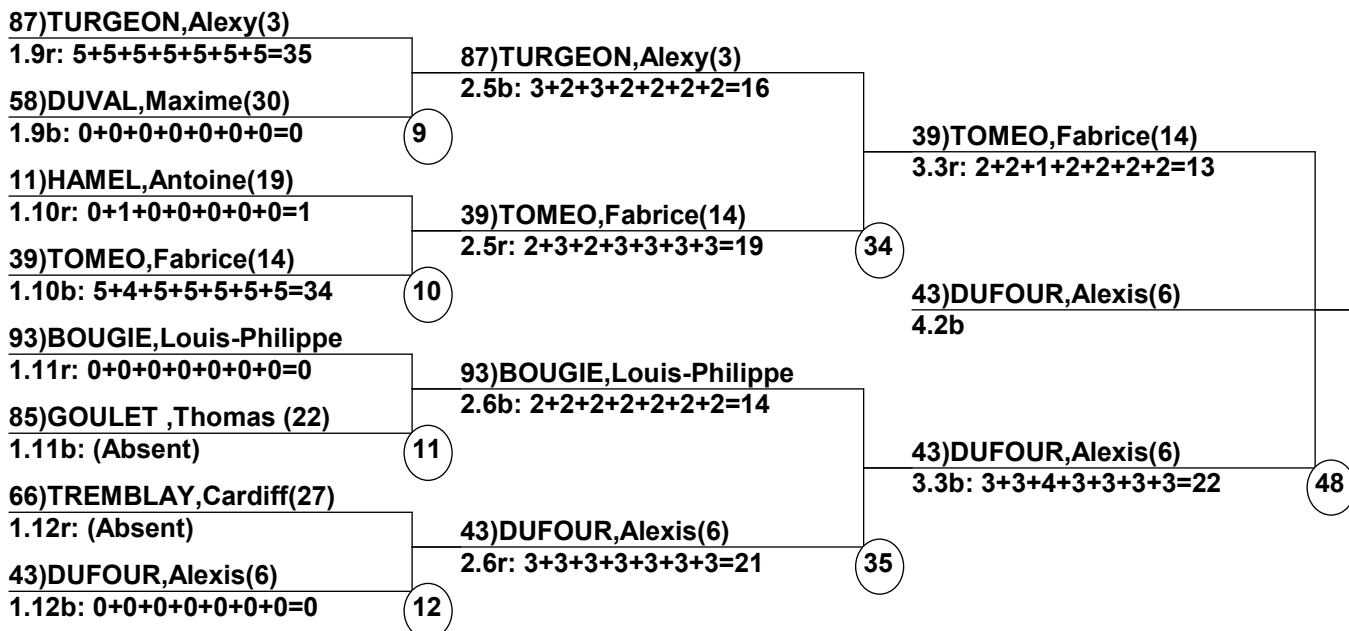 87)TURGEON,Alexy(3)
1.9r: 5+5+5+5+5+5+5=35
58)DUVAL,Maxime(30)
1.9b: 0+0+0+0+0+0+0=0
9
11)HAMEL,Antoine(19)
1.10r: 0+1+0+0+0+0+0=1
39)TOMEO,Fabrice(14)
1.10b: 5+4+5+5+5+5+5=34
10
93)BOUGIE,Louis-Philippe
1.11r: 0+0+0+0+0+0+0=0
85)GOULET ,Thomas (22)
1.11b: (Absent)
11
66)TREMBLAY,Cardiff(27)
1.12r: (Absent)
43)DUFOUR,Alexis(6)
1.12b: 0+0+0+0+0+0+0=0
12
87)TURGEON,Alexy(3)
2.5b: 3+2+3+2+2+2+2=16
39)TOMEO,Fabrice(14)
2.5r: 2+3+2+3+3+3+3=19
34
93)BOUGIE,Louis-Philippe
2.6b: 2+2+2+2+2+2+2=14
43)DUFOUR,Alexis(6)
2.6r: 3+3+3+3+3+3+3=21
35
39)TOMEO,Fabrice(14)
3.3r: 2+2+1+2+2+2+2=13
43)DUFOUR,Alexis(6)
4.2b
43)DUFOUR,Alexis(6)
3.3b: 3+3+4+3+3+3+3=22
48